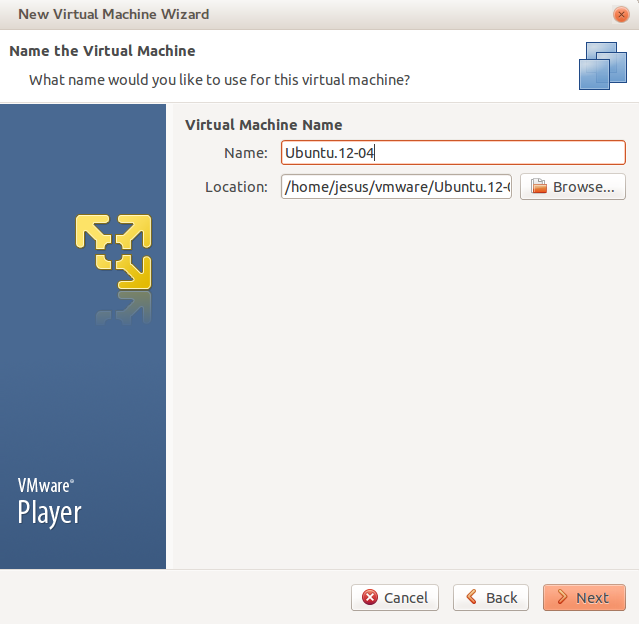 New Virtual Machine Wizard
Name the Virtual Machine
What name would you like to use for this virtual machine?
Virtual Machine Name
Name: Ubuntu.12-04
Location: /home/jesus/vmware/Ubuntu.12-0 Browse...
VMware®
Player
Cancel Back Next